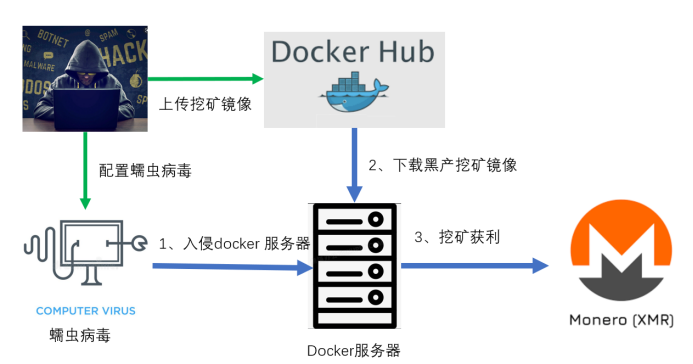 BOTNET
SPAM
HACK
MALWARE
Docker Hub
上传挖矿镜像
配置蠕虫病毒
2、下载黑产挖矿镜像
1、入侵docker 服务器
3、挖矿获利
COMPUTER VIRUS
蠕虫病毒
Docker服务器
Monero (XMR)